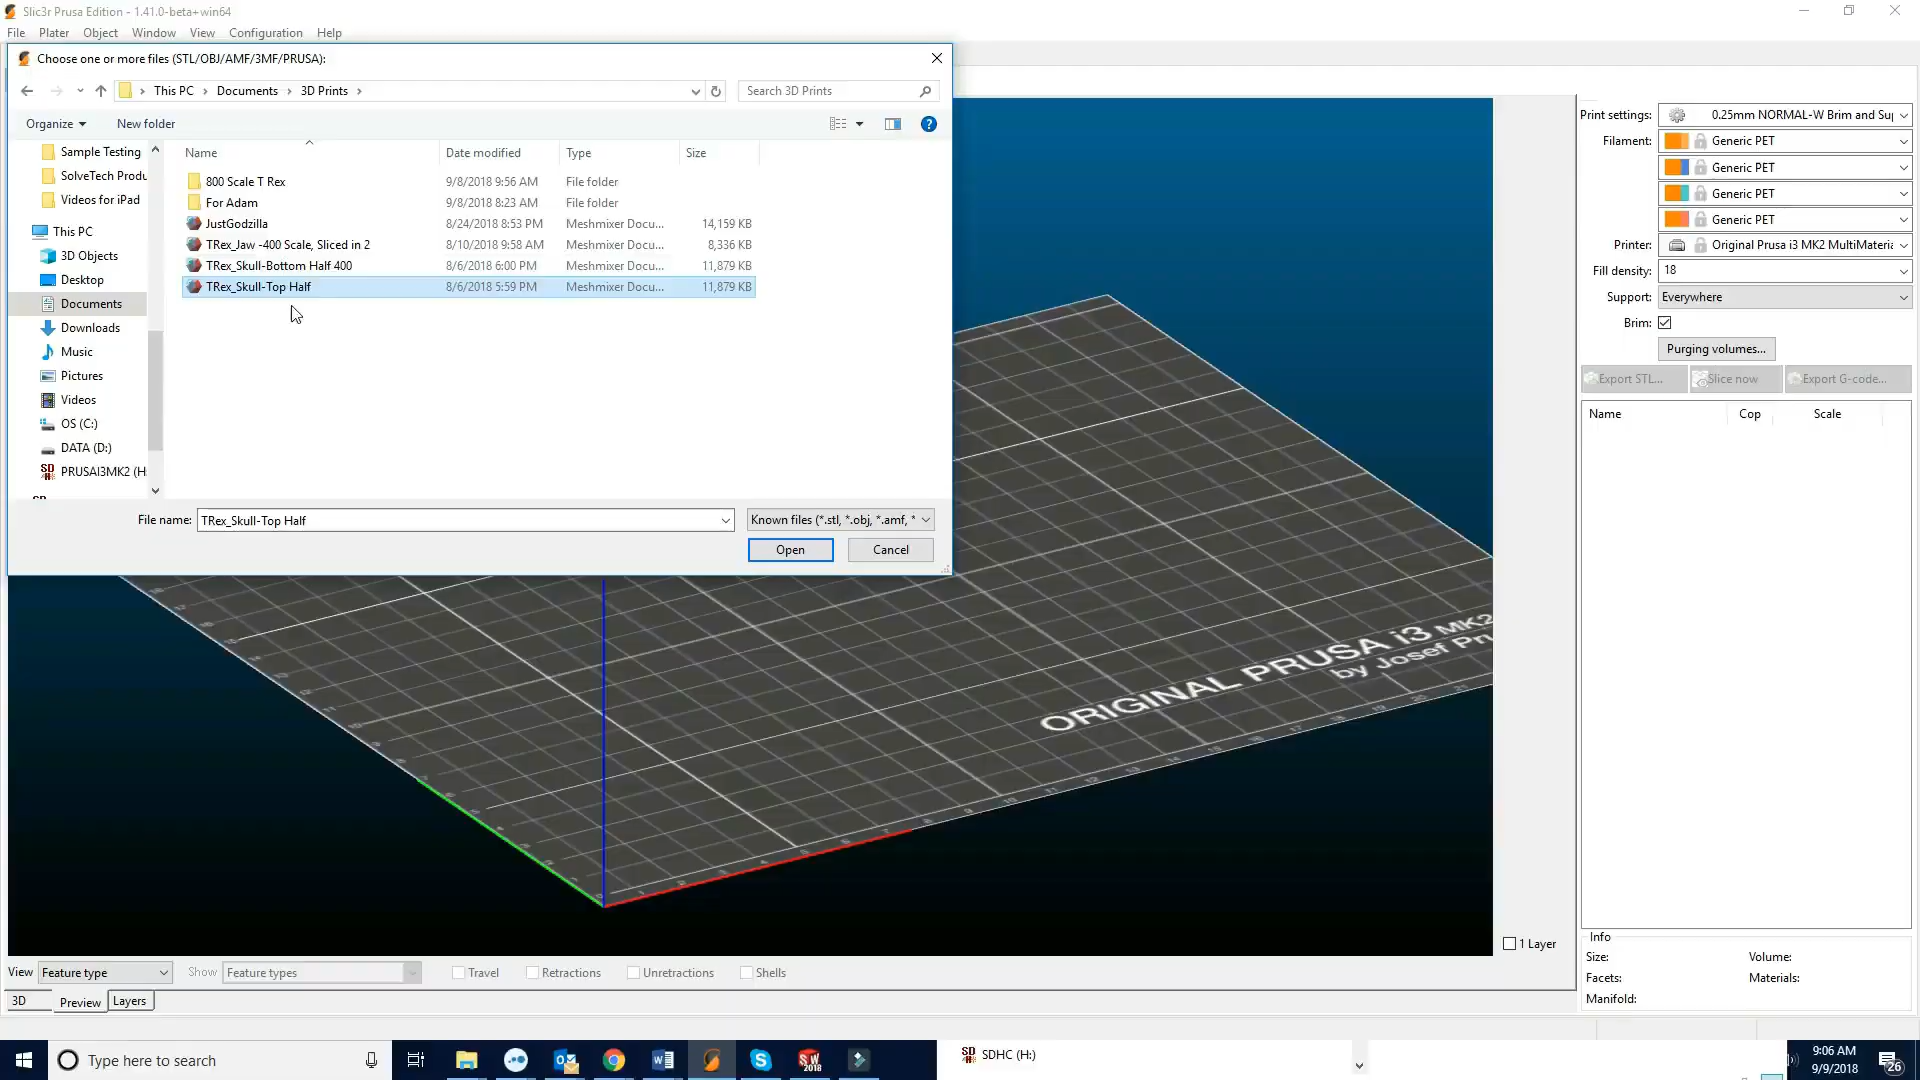 Slic3r Prusa Edition - 1.41.0-beta+win64
File Plater Object Window View Configuration Help
Choose one or more files (STL/OBJ/AMF/3MF/PRUSA):
This PC > Documents > 3D Prints >
Search 3D Prints
Organize New folder
Name Date modified Type Size
800 Scale T Rex 9/8/2018 9:56 AM File folder
For Adam 9/8/2018 8:23 AM File folder
JustGodzilla 8/24/2018 8:53 PM Meshmixer Docu... 14,159 KB
TRex_Jaw -400 Scale, Sliced in 2 8/10/2018 9:58 AM Meshmixer Docu... 8,336 KB
TRex_Skull-Bottom Half 400 8/6/2018 6:00 PM Meshmixer Docu... 11,879 KB
TRex_Skull-Top Half 8/6/2018 5:59 PM Meshmixer Docu... 11,879 KB
Sample Testing
SolveTech Produ
Videos for iPad
This PC
3D Objects
Desktop
Documents
Downloads
Music
Pictures
Videos
OS (C:)
DATA (D:)
PRUSAI3MK2 (H
File name: TRex_Skull-Top Half
Known files (*.stl, *.obj, *.amf, *
Open Cancel
Print settings: 0.25mm NORMAL-W Brim and Sup
Filament: Generic PET
Generic PET
Generic PET
Generic PET
Printer: Original Prusa i3 MK2 MultiMateria
Fill density: 18
Support: Everywhere
Brim:
Purging volumes...
Export STL... Slice now Export G-code...
Name Cop Scale
ORIGINAL PRUSA i3 MK2
by Josef Pru
1 Layer
Info
Size: Volume:
Facets: Materials:
Manifold:
View Feature type Show Feature types Travel Retractions Unretractions Shells
3D Preview Layers
Type here to search
SDHC (H:)
9:06 AM
9/9/2018
26